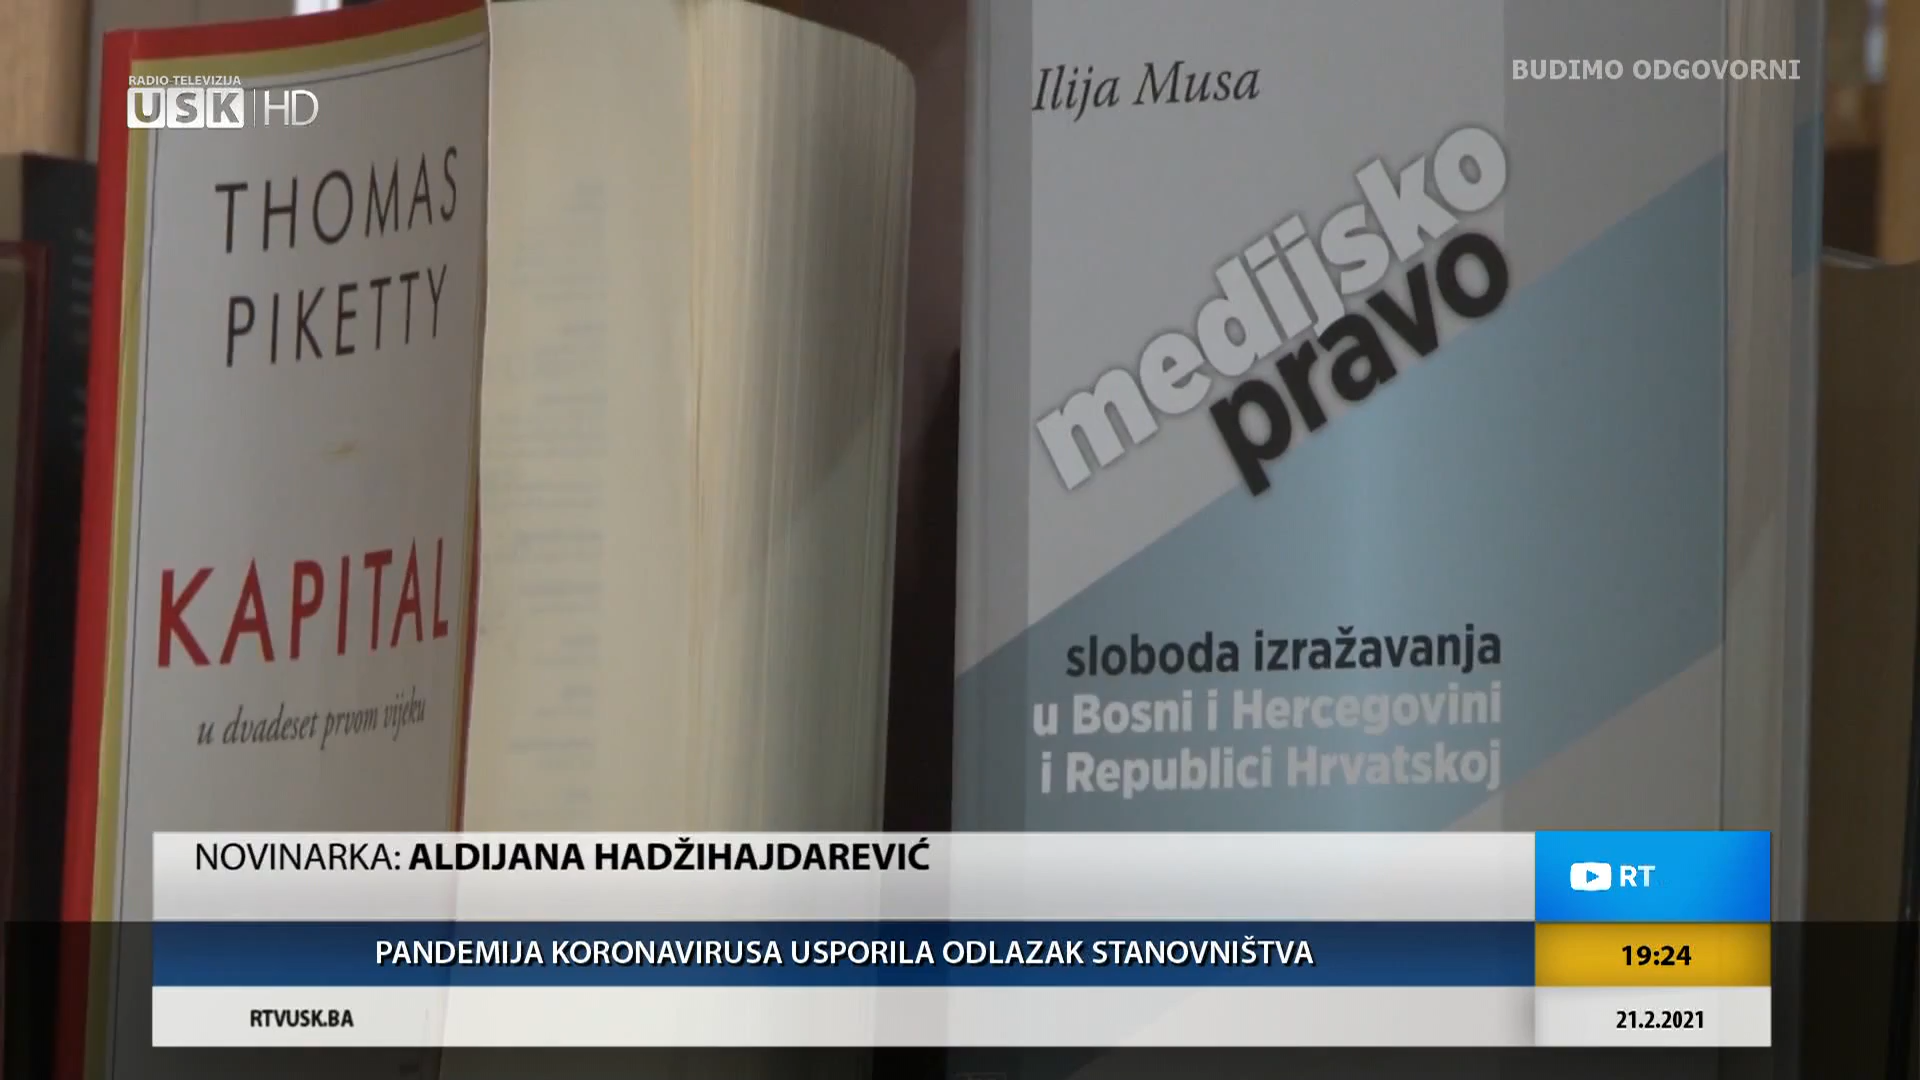 RADIO TELEVIZIJA
USK HD
BUDIMO ODGOVORNI
THOMAS
PIKETTY
KAPITAL
u dvadeset prvom vijeku
Ilija Musa
medijsko
pravo
sloboda izražavanja
u Bosni i Hercegovini
i Republici Hrvatskoj
NOVINARKA: ALDIJANA HADŽIHAJDAREVIĆ
RT
PANDEMIJA KORONAVIRUSA USPORILA ODLAZAK STANOVNIŠTVA
19:24
RTVUSK.BA
21.2.2021